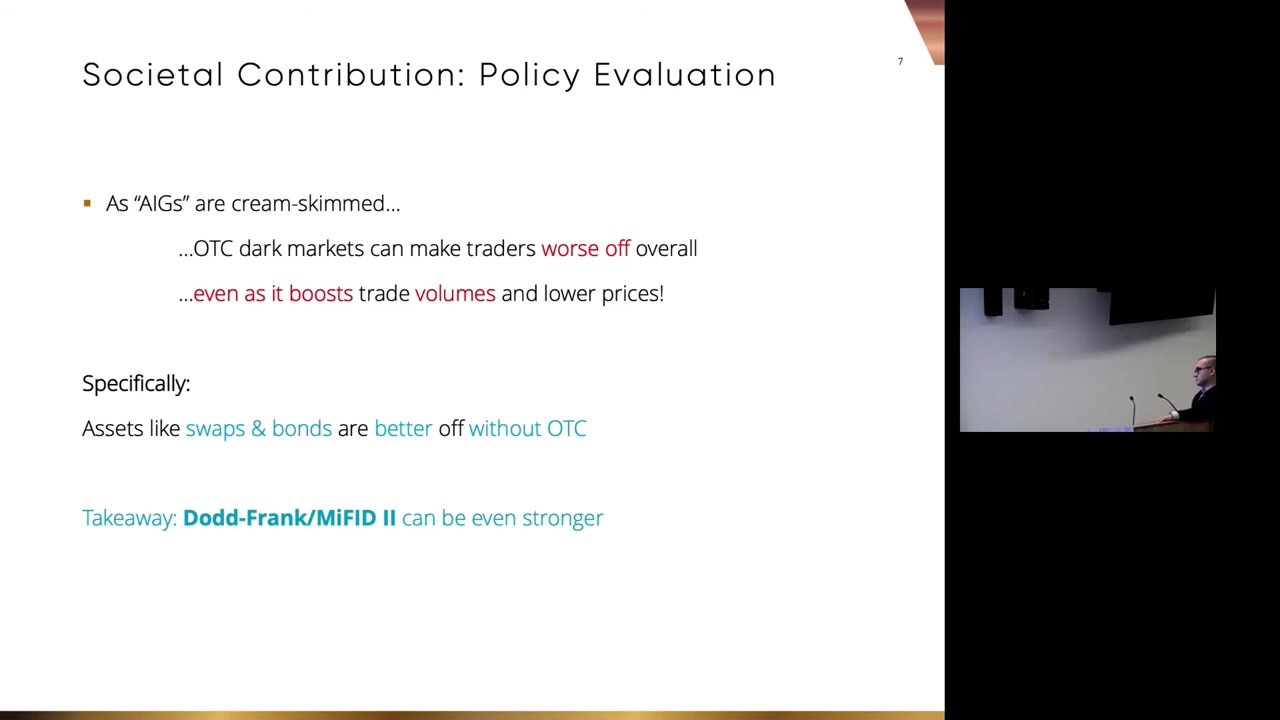 Societal Contribution: Policy Evaluation
7
▪ As “AIGs” are cream-skimmed...
...OTC dark markets can make traders worse off overall
...even as it boosts trade volumes and lower prices!
Specifically:
Assets like swaps & bonds are better off without OTC
Takeaway: Dodd-Frank/MiFID II can be even stronger